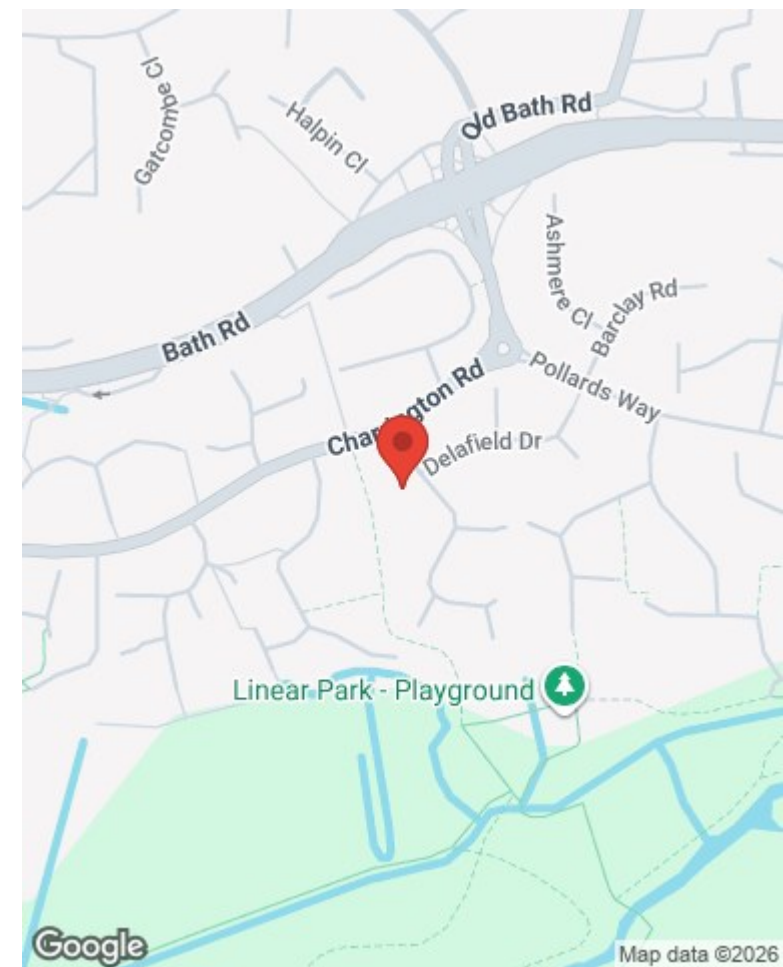 Gatcombe Cl
Halpin Cl
Old Bath Rd
Ashmere Cl
Barclay Rd
Bath Rd
Pollards Way
Rd
Delafield Dr
Linear Park - Playground
Google
Map data ©2026